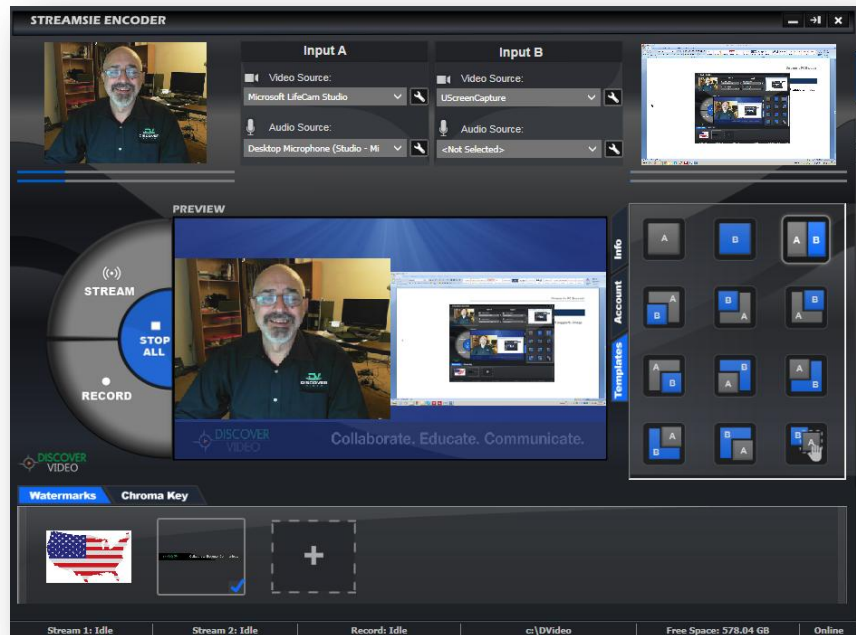 STREAMSIE ENCODER
Input A
Video Source:
Microsoft LifeCam Studio
Audio Source:
Desktop Microphone (Studio - Mi
Input B
Video Source:
UScreenCapture
Audio Source:
<Not Selected>
PREVIEW
STREAM
STOP
ALL
RECORD
DISCOVER
VIDEO
DV
DISCOVER
DISCOVER
VIDEO
Collaborate. Educate. Communicate.
Info
Account
Templates
A
B
A B
A
B
B
A
B
A
A
B
B
A
A
B
A
B
B
A
B
A
Watermarks
Chroma Key
+
Stream 1: Idle
Stream 2: Idle
Record: Idle
c:\DVideo
Free Space: 578.04 GB
Online